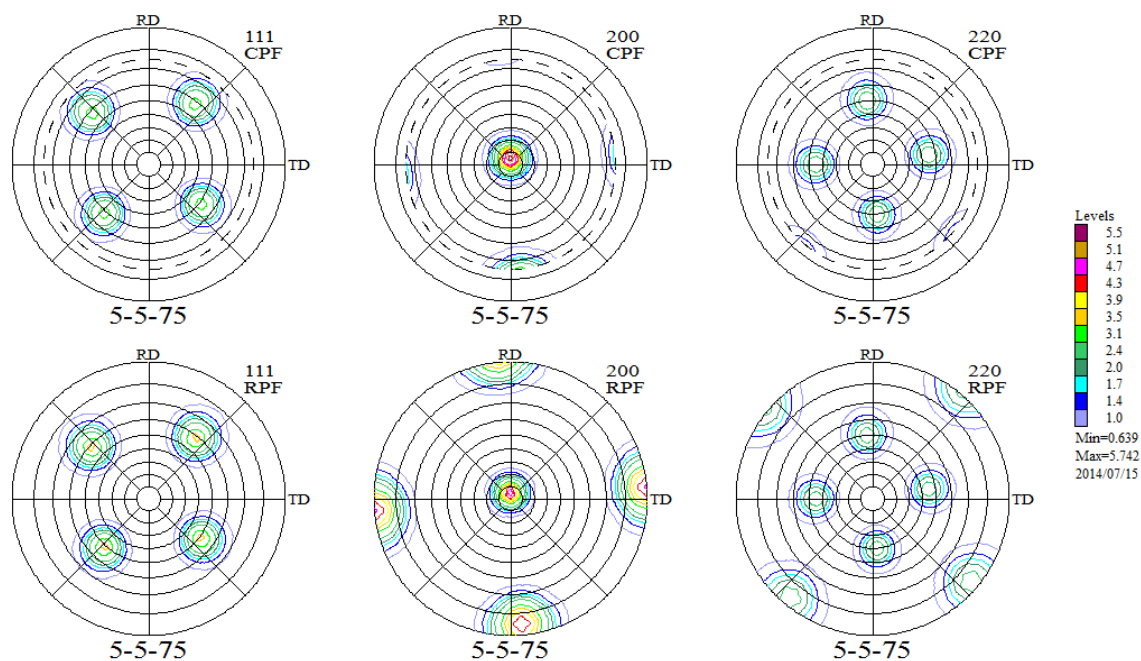 RD
111
CPF
TD
5-5-75
RD
200
CPF
TD
5-5-75
RD
220
CPF
TD
5-5-75
RD
111
RPF
TD
5-5-75
RD
200
RPF
TD
5-5-75
RD
220
RPF
TD
5-5-75
Levels
5.5
5.1
4.7
4.3
3.9
3.5
3.1
2.4
2.0
1.7
1.4
1.0
Min=0.639
Max=5.742
2014/07/15